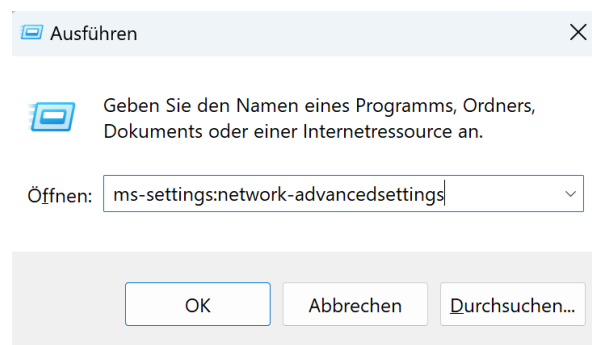 Ausführen
Geben Sie den Namen eines Programms, Ordners,
Dokuments oder einer Internetressource an.
Öffnen: ms-settings:network-advancedsettings
OK Abbrechen Durchsuchen...